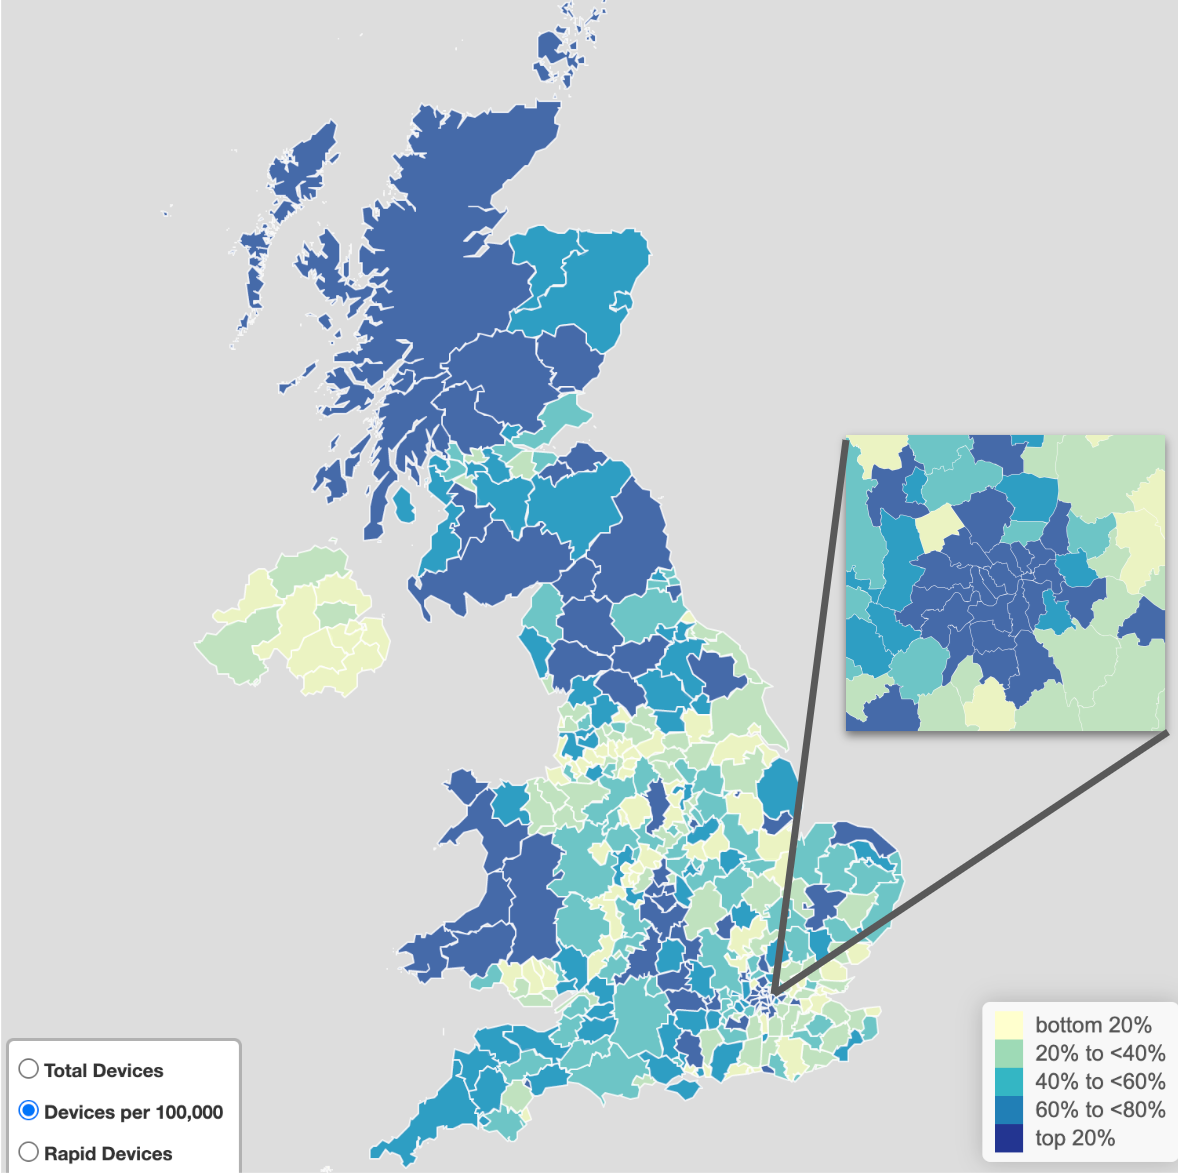 bottom 20%
20% to <40%
40% to <60%
60% to <80%
top 20%
Total Devices
Devices per 100,000
Rapid Devices